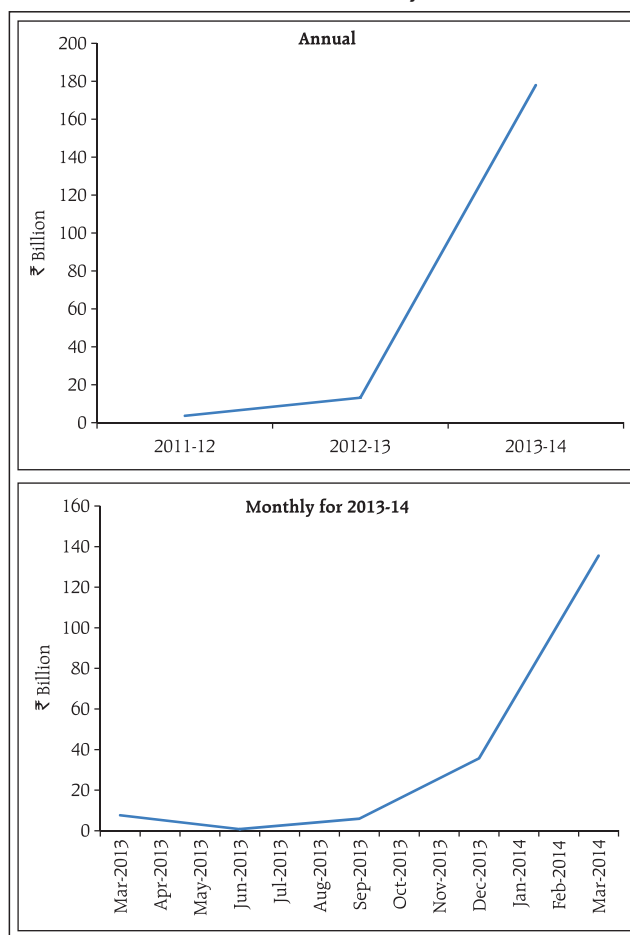 Annual
200
180
160
140
120
100
80
60
40
20
0
₹ Billion
2011-12 2012-13 2013-14
Monthly for 2013-14
160
140
120
100
80
60
40
20
0
₹ Billion
Mar-2013
Apr-2013
May-2013
Jun-2013
Jul-2013
Aug-2013
Sep-2013
Oct-2013
Nov-2013
Dec-2013
Jan-2014
Feb-2014
Mar-2014